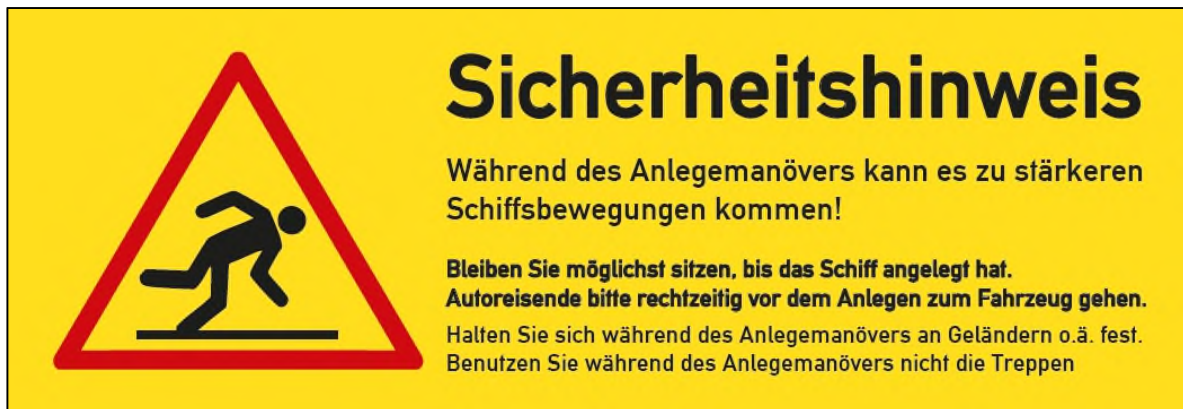 Sicherheitshinweis
Während des Anlegemanövers kann es zu stärkeren
Schiffsbewegungen kommen!
Bleiben Sie möglichst sitzen, bis das Schiff angelegt hat.
Autoreisende bitte rechtzeitig vor dem Anlegen zum Fahrzeug gehen.
Halten Sie sich während des Anlegemanövers an Geländern o.ä. fest.
Benutzen Sie während des Anlegemanövers nicht die Treppen